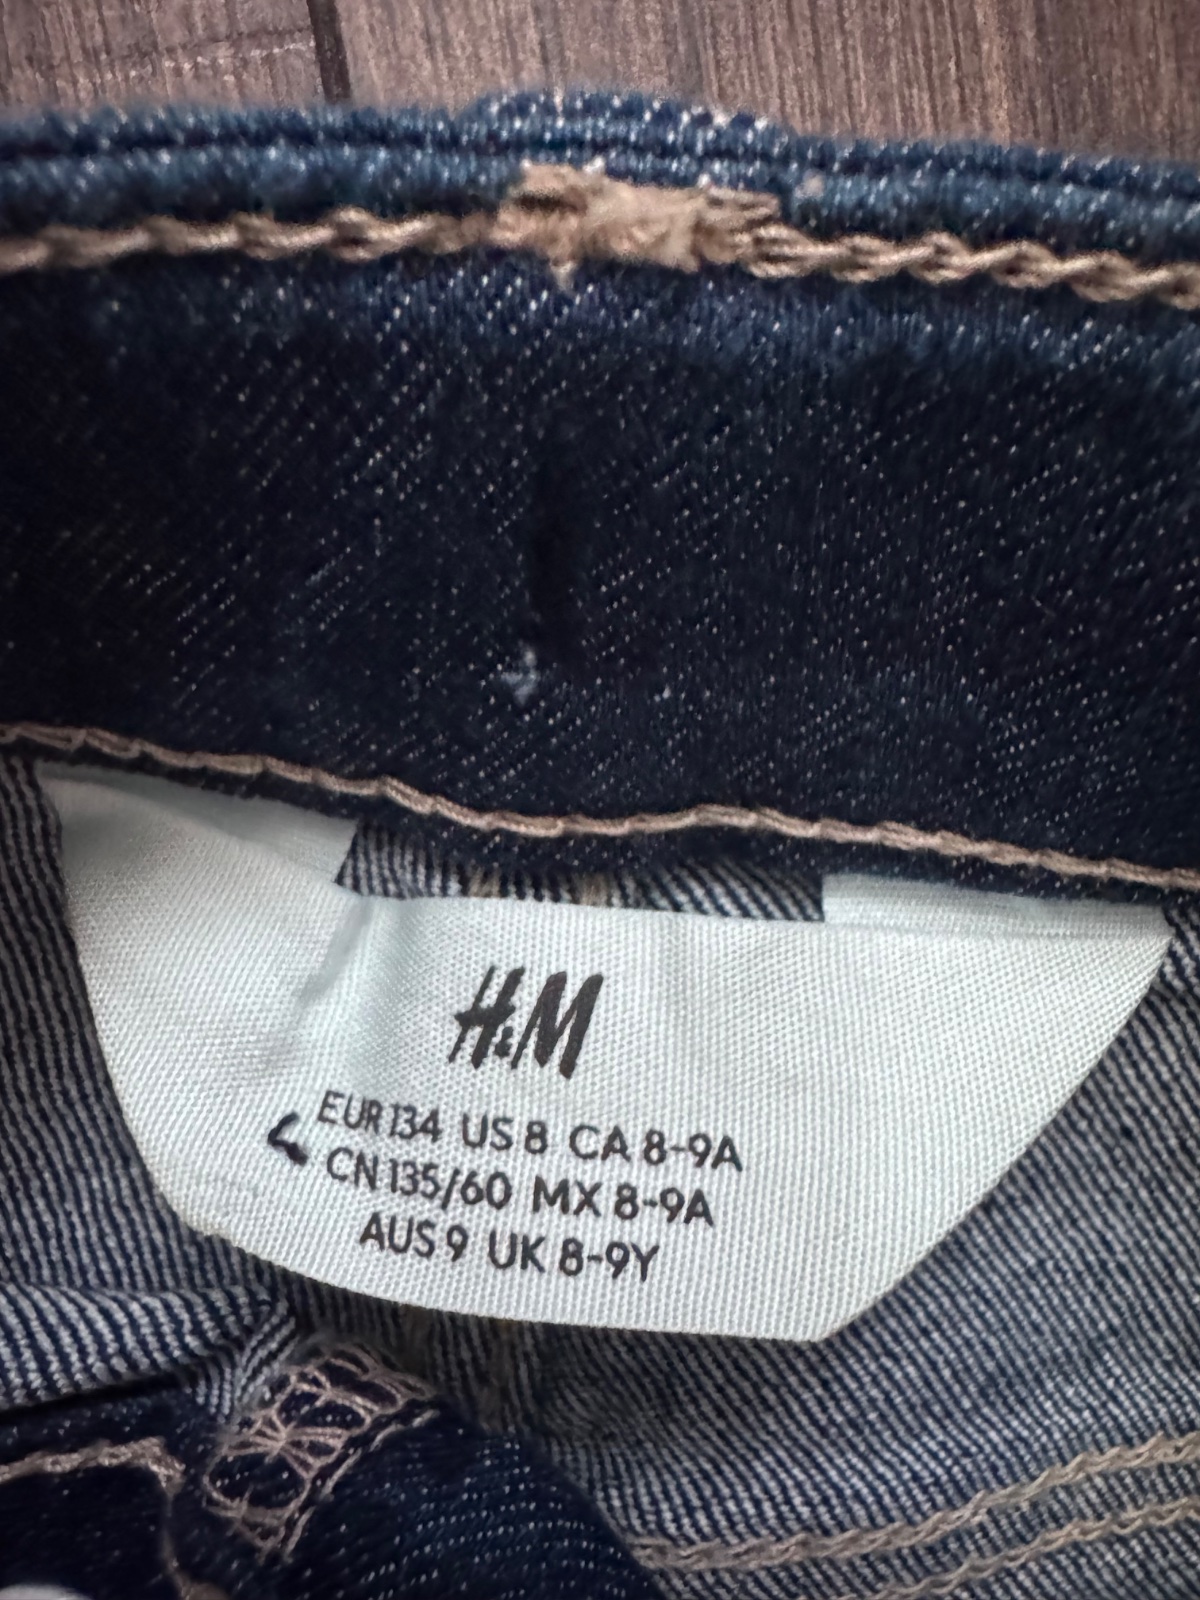 H&M
EUR 134 US 8 CA 8-9A
CN 135/60 MX 8-9A
AUS 9 UK 8-9Y